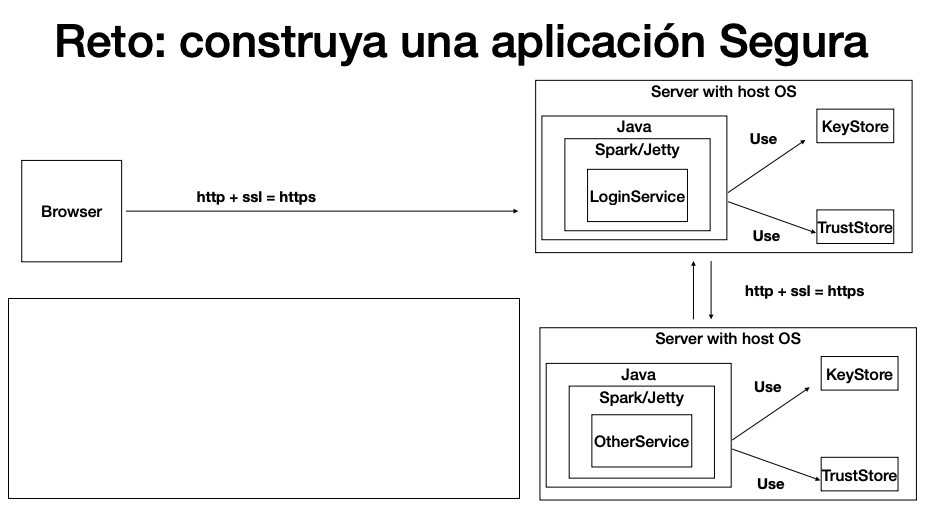 Reto: construya una aplicación Segura
Server with host OS
Java
Spark/Jetty
LoginService
Use
KeyStore
Use
TrustStore
Browser
http + ssl = https
http + ssl = https
Server with host OS
Java
Spark/Jetty
OtherService
Use
KeyStore
Use
TrustStore